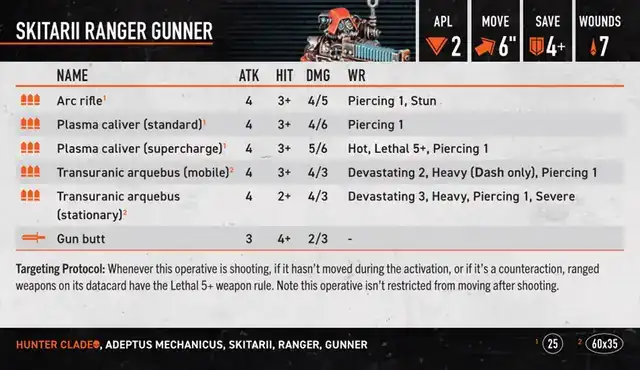 SKITARII RANGER GUNNER
APL 2 MOVE 6" SAVE 4+ WOUNDS 7
NAME ATK HIT DMG WR
Arc rifle¹ 4 3+ 4/5 Piercing 1, Stun
Plasma caliver (standard)¹ 4 3+ 4/6 Piercing 1
Plasma caliver (supercharge)¹ 4 3+ 5/6 Hot, Lethal 5+, Piercing 1
Transuranic arquebus (mobile)² 4 3+ 4/3 Devastating 2, Heavy (Dash only), Piercing 1
Transuranic arquebus 4 2+ 4/3 Devastating 3, Heavy, Piercing 1, Severe
(stationary)²
Gun butt 3 4+ 2/3 -
Targeting Protocol: Whenever this operative is shooting, if it hasn't moved during the activation, or if it's a counteraction, ranged
weapons on its datacard have the Lethal 5+ weapon rule. Note this operative isn't restricted from moving after shooting.
HUNTER CLADE, ADEPTUS MECHANICUS, SKITARII, RANGER, GUNNER ¹ 25 ² 60x35